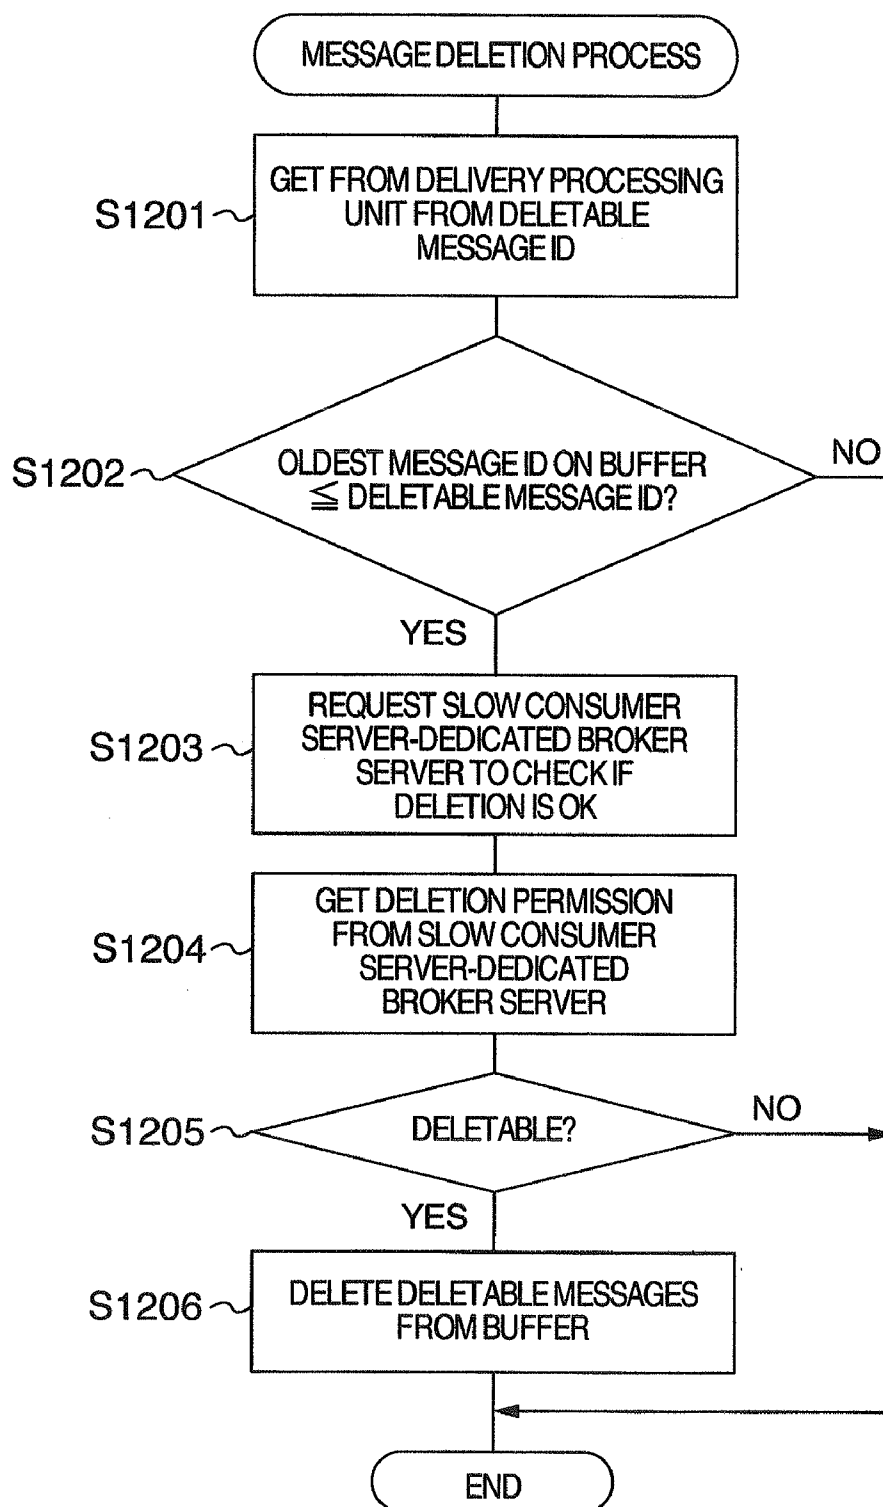 MESSAGE DELETION PROCESS
S1201
GET FROM DELIVERY PROCESSING
UNIT FROM DELETABLE
MESSAGE ID
S1202
OLDEST MESSAGE ID ON BUFFER
≦ DELETABLE MESSAGE ID?
NO
YES
S1203
REQUEST SLOW CONSUMER
SERVER-DEDICATED BROKER
SERVER TO CHECK IF
DELETION IS OK
S1204
GET DELETION PERMISSION
FROM SLOW CONSUMER
SERVER-DEDICATED
BROKER SERVER
S1205
DELETABLE?
NO
YES
S1206
DELETE DELETABLE MESSAGES
FROM BUFFER
END